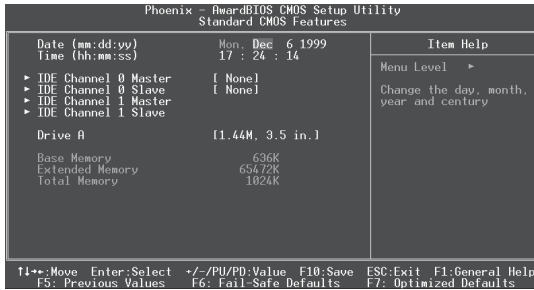 Phoenix - AwardBIOS CMOS Setup Utility
Standard CMOS Features
Date (mm:dd:yy) Mon, Dec 6 1999
Time (hh:mm:ss) 17 : 24 : 14
► IDE Channel 0 Master [ None]
► IDE Channel 0 Slave [ None]
► IDE Channel 1 Master
► IDE Channel 1 Slave
Drive A [1.44M, 3.5 in.]
Base Memory 636K
Extended Memory 65472K
Total Memory 1024K
Item Help
Menu Level ►
Change the day, month,
year and century
↑↓→←:Move Enter:Select +/-/PU/PD:Value F10:Save ESC:Exit F1:General Help
F5: Previous Values F6: Fail-Safe Defaults F7: Optimized Defaults